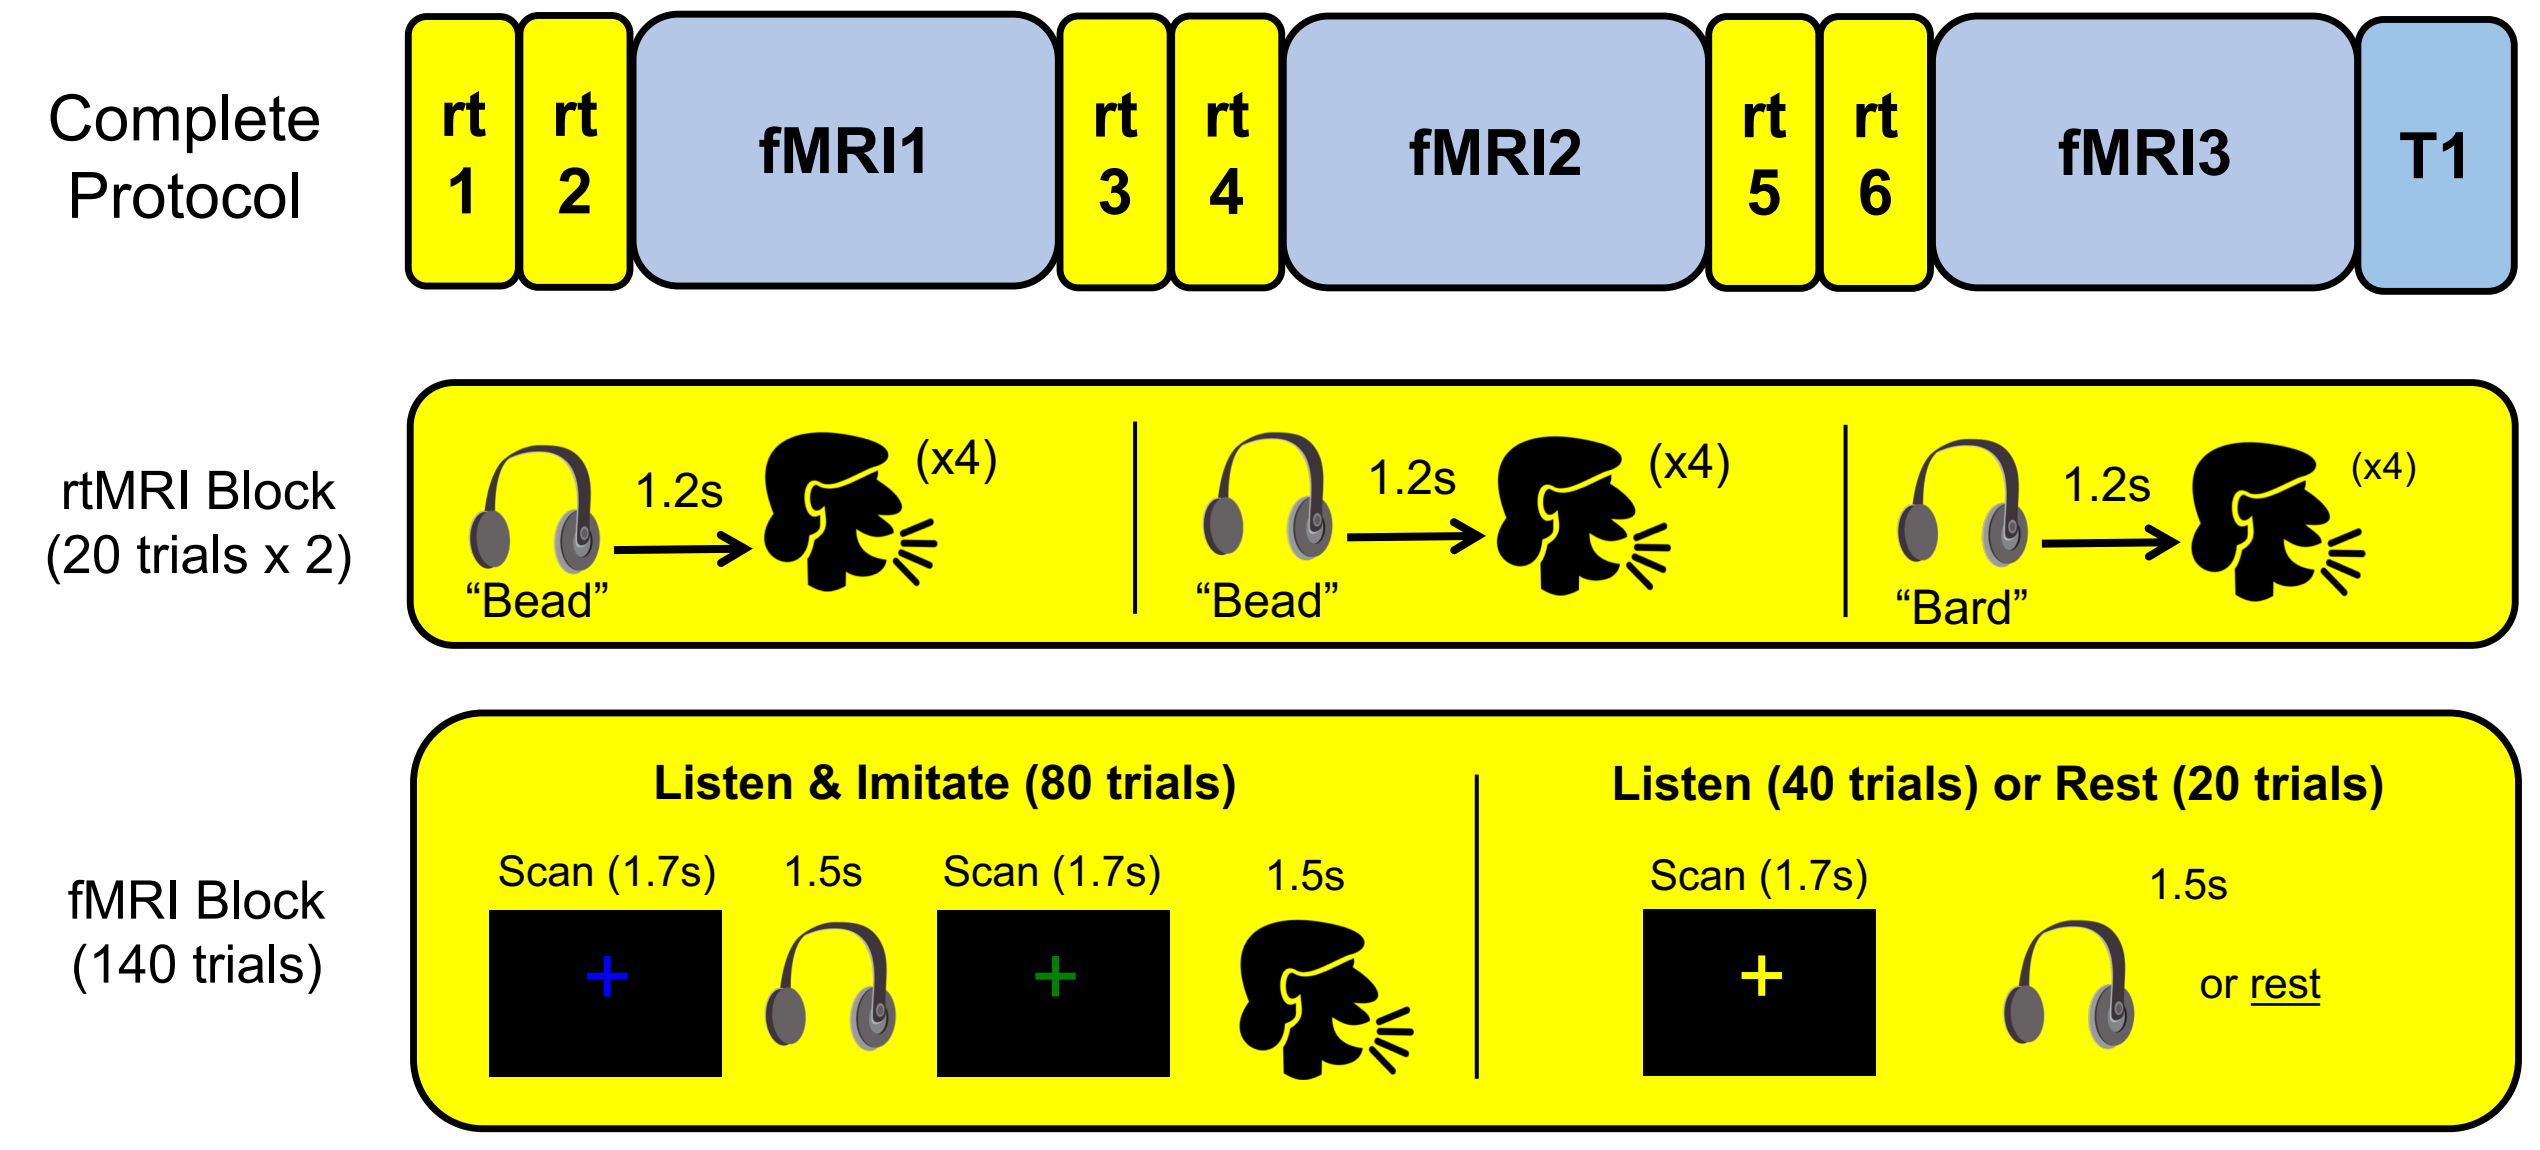 Complete
Protocol
rt
1
rt
2
fMRI1
rt
3
rt
4
fMRI2
rt
5
rt
6
fMRI3
T1
rtMRI Block
(20 trials x 2)
1.2s
(x4)
“Bead”
1.2s
(x4)
“Bead”
1.2s
(x4)
“Bard”
fMRI Block
(140 trials)
Listen & Imitate (80 trials)
Scan (1.7s)
1.5s
Scan (1.7s)
1.5s
Listen (40 trials) or Rest (20 trials)
Scan (1.7s)
1.5s
or rest